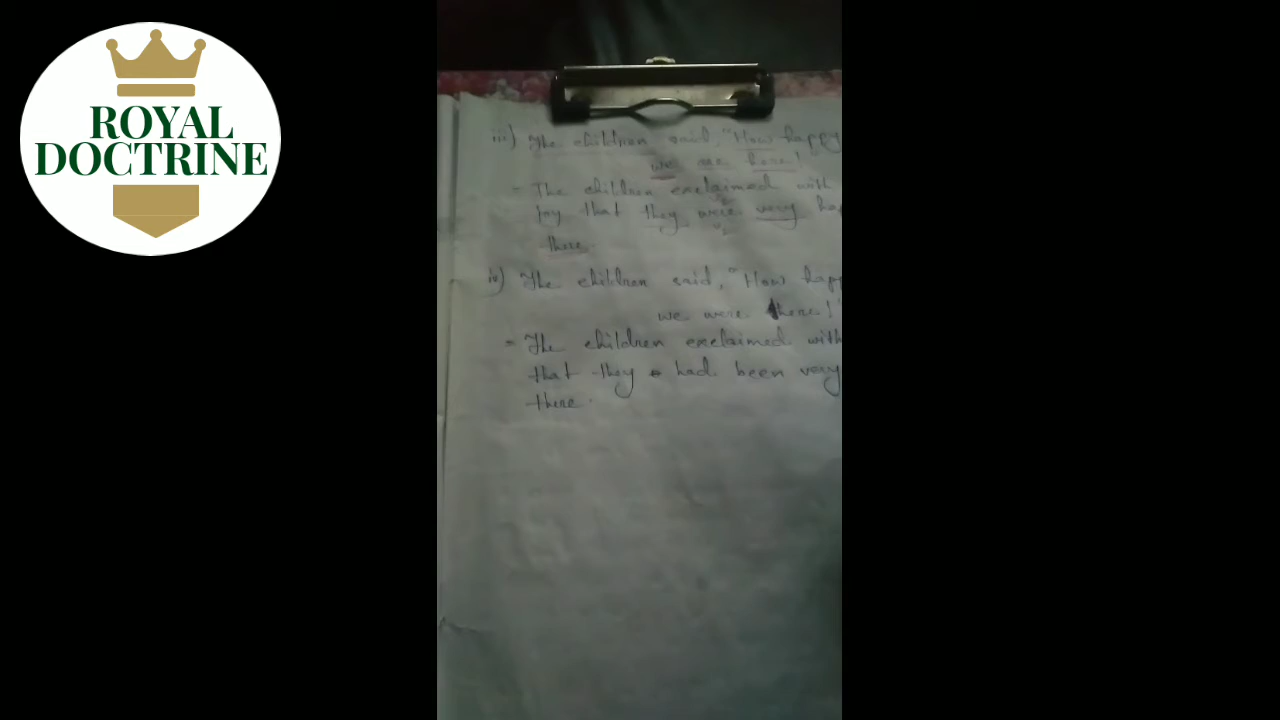 ROYAL
DOCTRINE
iii) The children said, "How happy
we are here!
= The children exclaimed with
joy that they were very hap
there.
iv) The children said, "How happ
we were there!"
= The children exclaimed with
that they had been very
there.